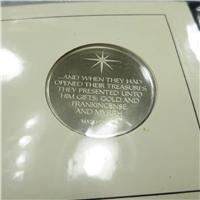 ...AND WHEN THEY HAD
OPENED THEIR TREASURES,
THEY PRESENTED UNTO
HIM GIFTS; GOLD AND
FRANKINCENSE,
AND MYRRH.